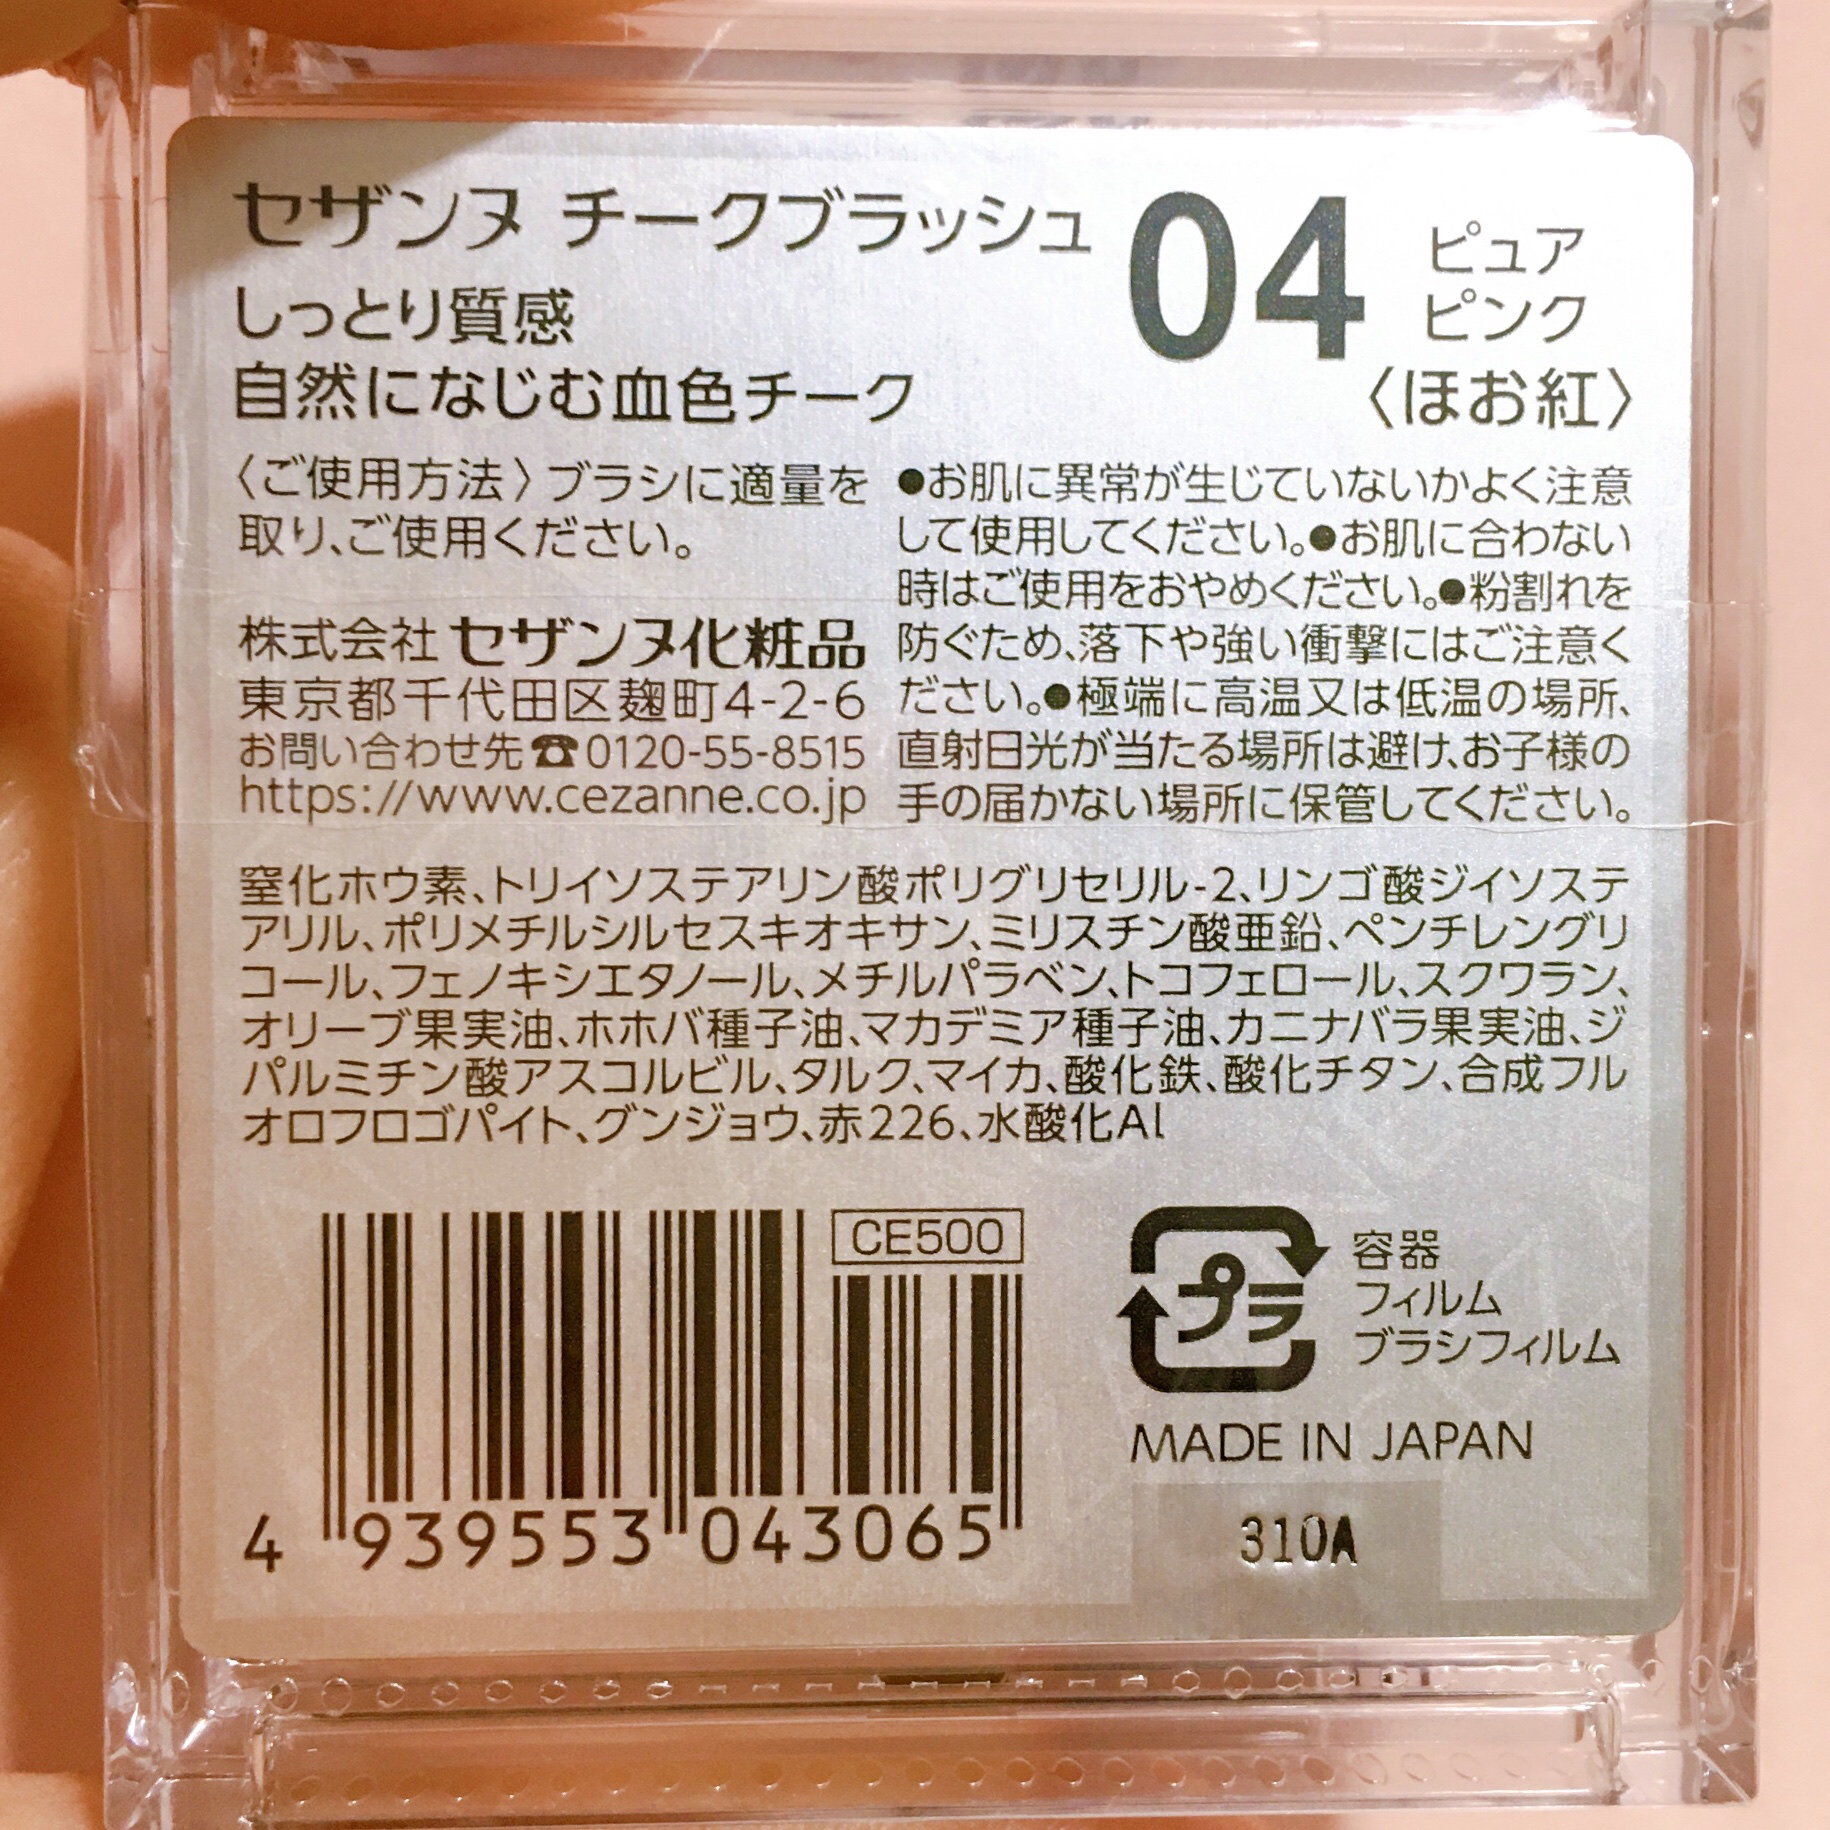 セザンヌ チークブラッシュ
04
ピュア
ピンク
しっとり質感
自然になじむ血色チーク
〈ほお紅〉
〈ご使用方法〉ブラシに適量を
取り、ご使用ください。
株式会社 セザンヌ化粧品
東京都千代田区麹町4-2-6
お問い合わせ先☎0120-55-8515
https://www.cezanne.co.jp
●お肌に異常が生じていないかよく注意
して使用してください。●お肌に合わない
時はご使用をおやめください。●粉割れを
防ぐため、落下や強い衝撃にはご注意く
ださい。●極端に高温又は低温の場所、
直射日光が当たる場所は避け、お子様の
手の届かない場所に保管してください。
窒化ホウ素、トリイソステアリン酸ポリグリセリル-2、リンゴ酸ジイソステ
アリル、ポリメチルシルセスキオキサン、ミリスチン酸亜鉛、ペンチレングリ
コール、フェノキシエタノール、メチルパラベン、トコフェロール、スクワラン、
オリーブ果実油、ホホバ種子油、マカデミア種子油、カニナバラ果実油、ジ
パルミチン酸アスコルビル、タルク、マイカ、酸化鉄、酸化チタン、合成フル
オロフロゴパイト、グンジョウ、赤226、水酸化Al
CE500
4 939553 043065
プラ
容器
フィルム
ブラシフィルム
MADE IN JAPAN
310A